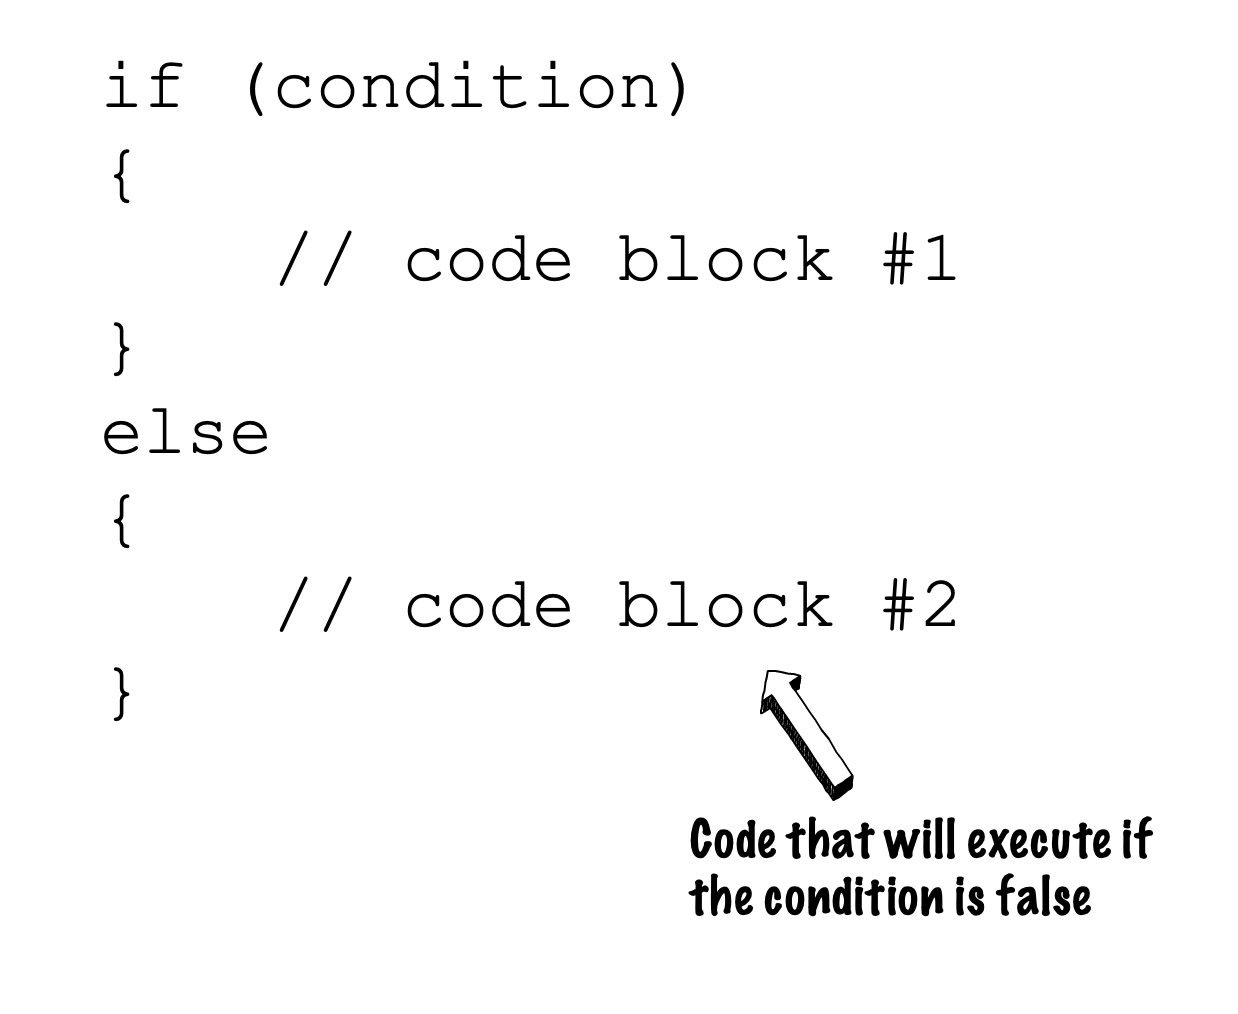 if (condition)
{
    // code block #1
}
else
{
    // code block #2
}
Code that will execute if
the condition is false